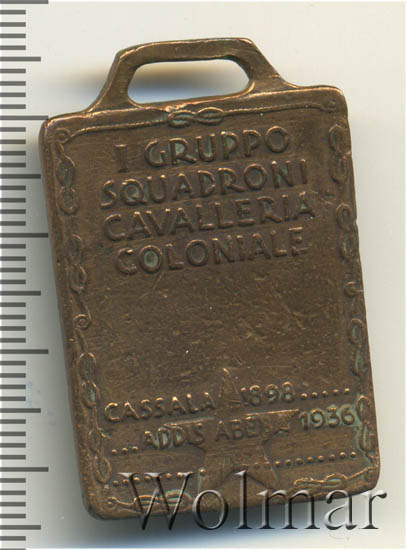 I GRUPPO
SQUADRONI
CAVALLERIA
COLONIALE
CASSALA 1898.....
...ADDIS ABEBA 1936
Wolmar